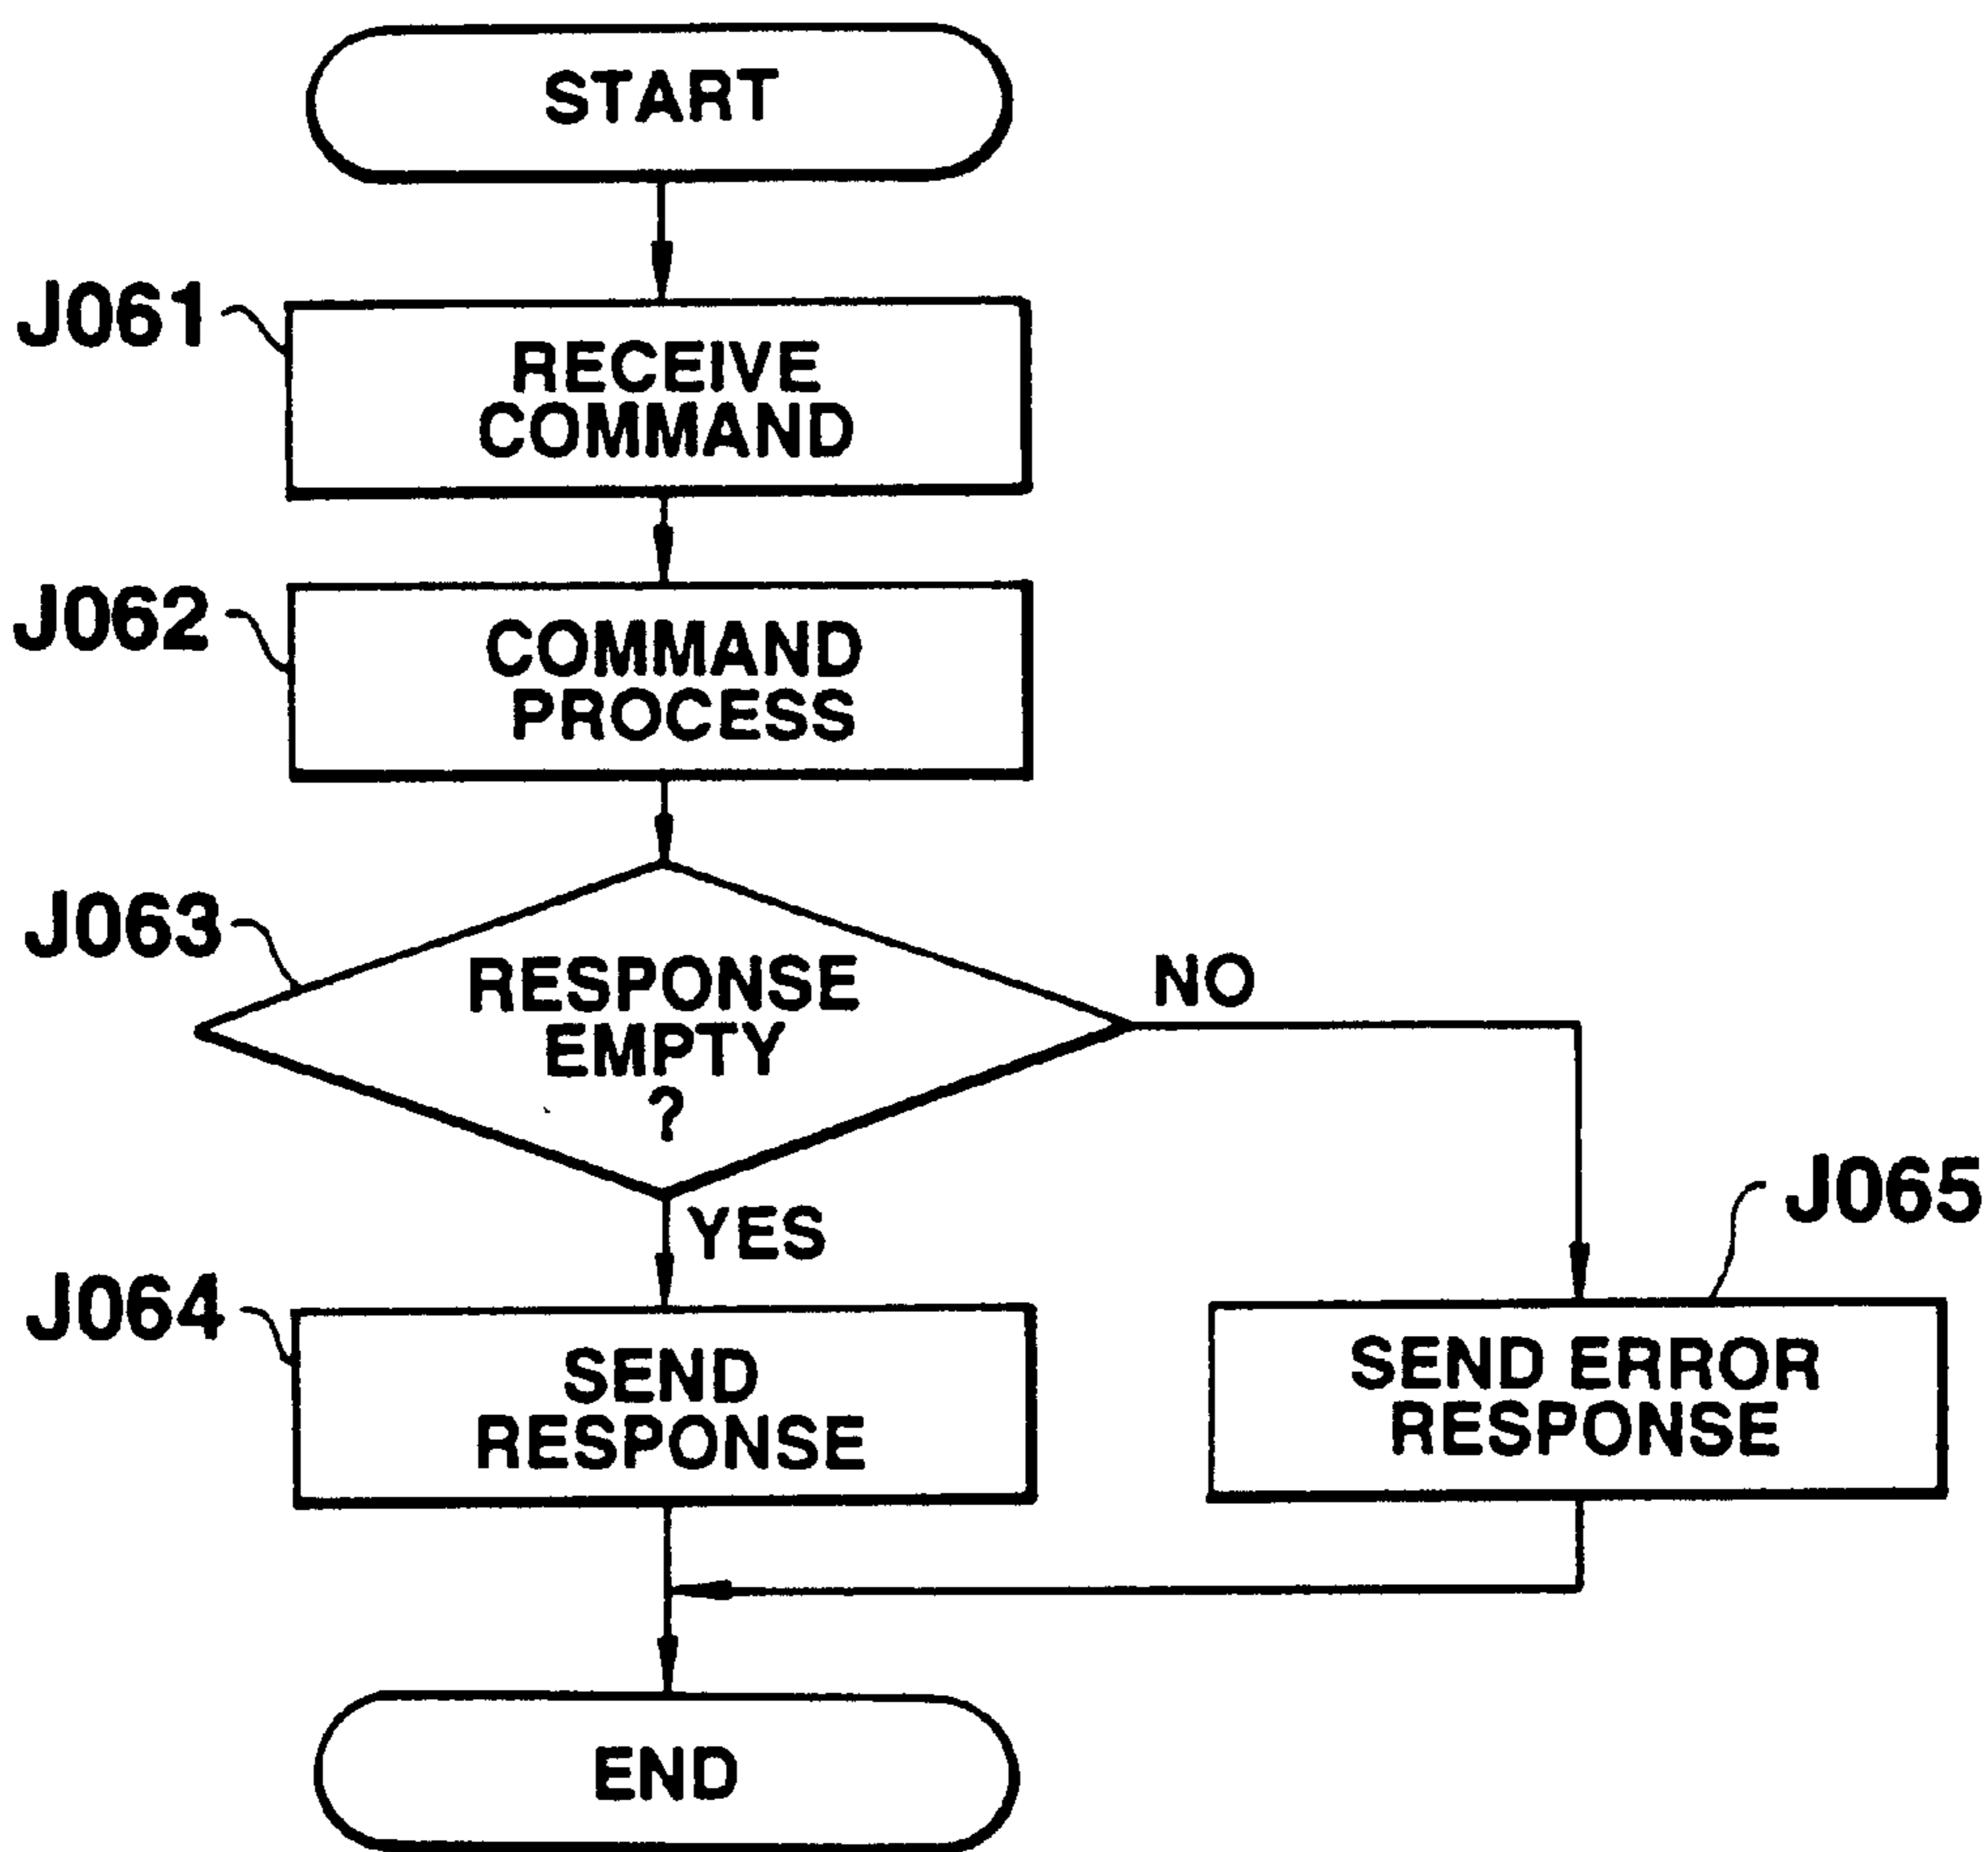 START
J061
RECEIVE
COMMAND
J062
COMMAND
PROCESS
J063
RESPONSE
EMPTY
?
NO
YES
J065
J064
SEND
RESPONSE
SEND ERROR
RESPONSE
END